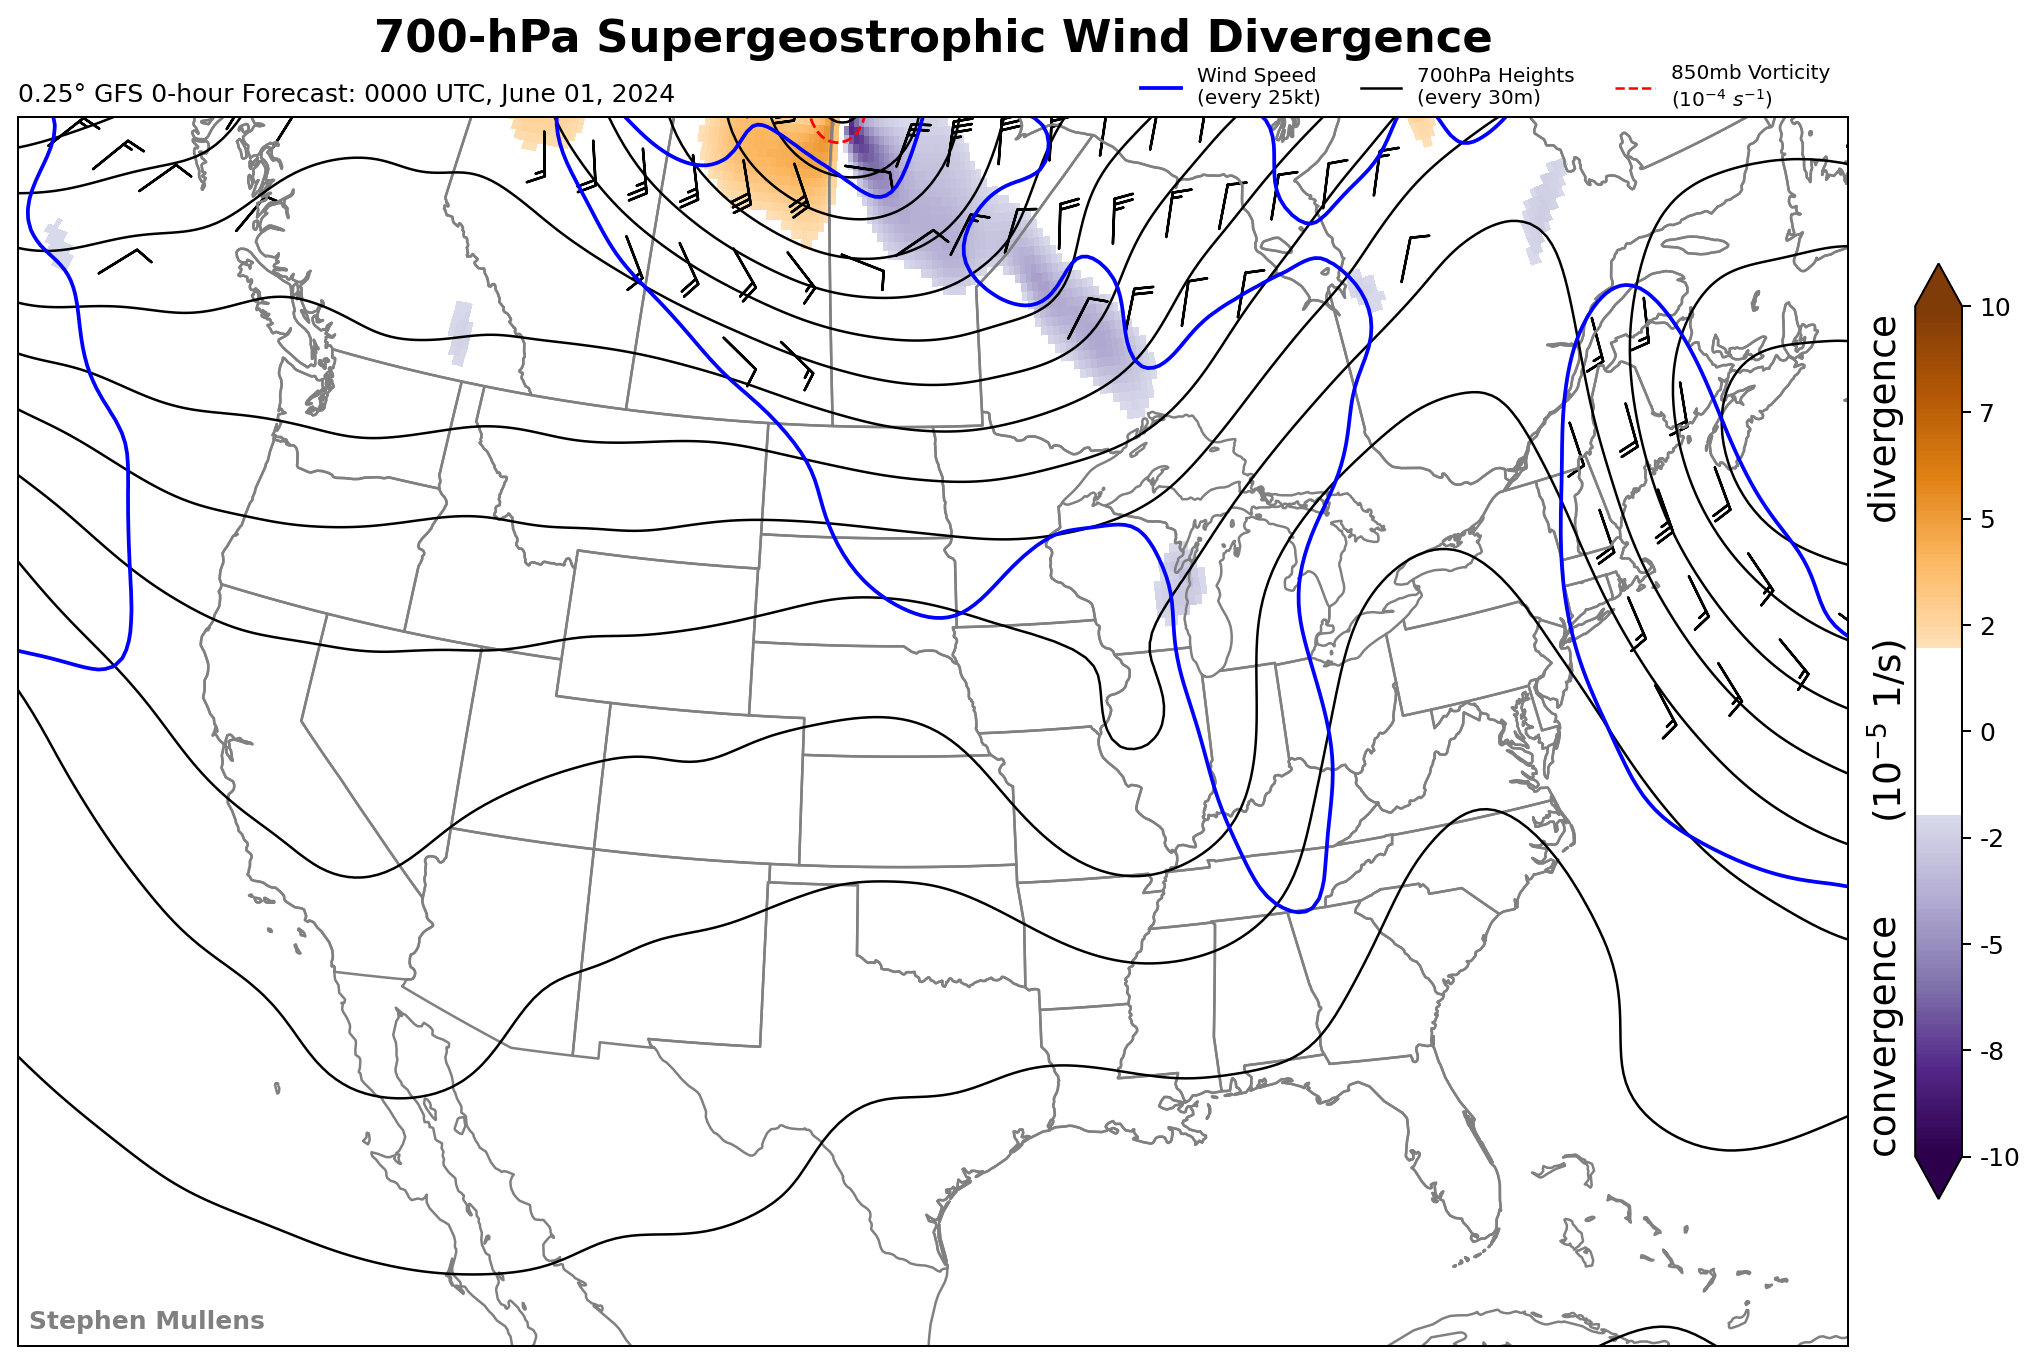 700-hPa Supergeostrophic Wind Divergence
0.25° GFS 0-hour Forecast: 0000 UTC, June 01, 2024
Wind Speed
(every 25kt)
700hPa Heights
(every 30m)
850mb Vorticity
(10⁻⁴ s⁻¹)
10
7
5
2
0
-2
-5
-8
-10
convergence (10⁻⁵ 1/s) divergence
Stephen Mullens